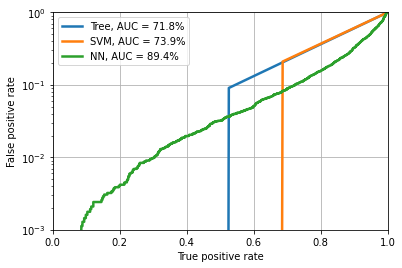 Tree, AUC = 71.8%
SVM, AUC = 73.9%
NN, AUC = 89.4%
10⁰
10⁻¹
10⁻²
10⁻³
False positive rate
0.0 0.2 0.4 0.6 0.8 1.0
True positive rate